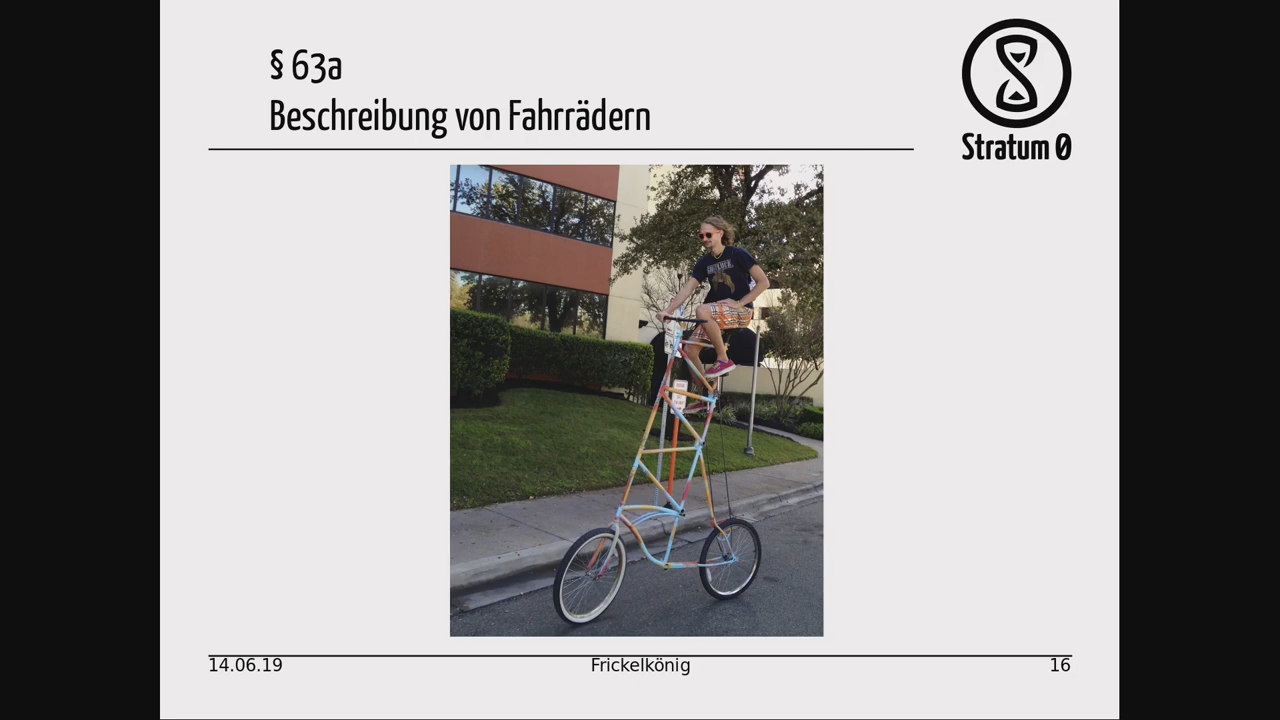 § 63a
Beschreibung von Fahrrädern
Stratum 0
14.06.19
Frickelkönig
16